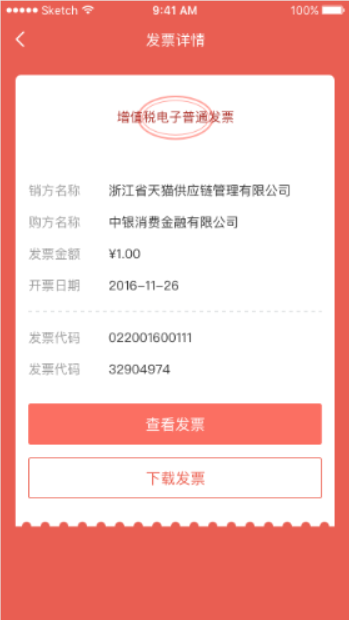 Sketch 9:41 AM 100%
发票详情
增值税电子普通发票
销方名称 浙江省天猫供应链管理有限公司
购方名称 中银消费金融有限公司
发票金额 ¥1.00
开票日期 2016-11-26
发票代码 022001600111
发票代码 32904974
查看发票
下载发票